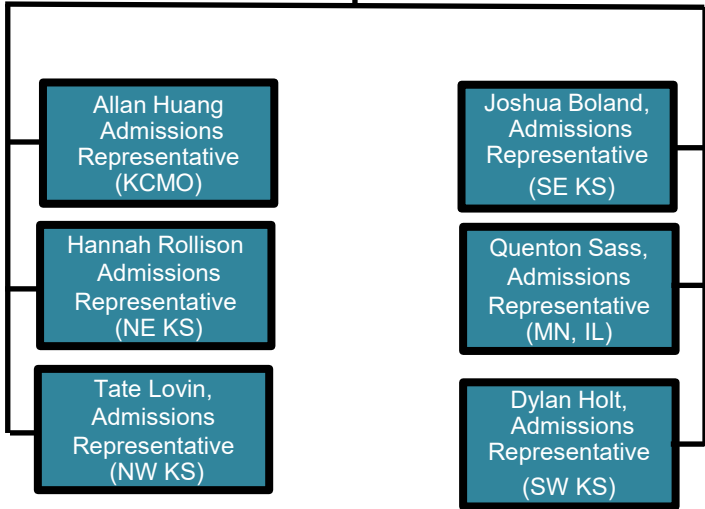 Allan Huang
Admissions
Representative
(KCMO)
Hannah Rollison
Admissions
Representative
(NE KS)
Tate Lovin,
Admissions
Representative
(NW KS)
Joshua Boland,
Admissions
Representative
(SE KS)
Quenton Sass,
Admissions
Representative
(MN, IL)
Dylan Holt,
Admissions
Representative
(SW KS)